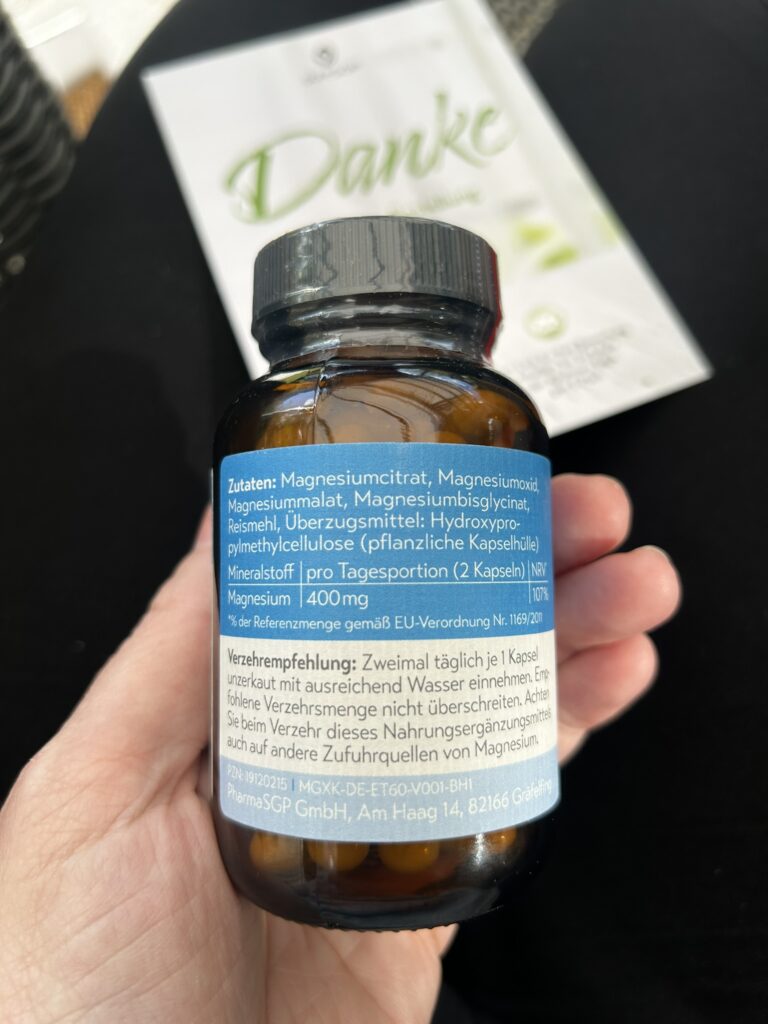 Danke
Zutaten: Magnesiumcitrat, Magnesiumoxid,
Magnesiummalat, Magnesiumbisglycinat,
Reismehl, Überzugsmittel: Hydroxypro-
pylmethylcellulose (pflanzliche Kapselhülle)
Mineralstoff pro Tagesportion (2 Kapseln) NRV*
Magnesium 400 mg 107%
*% der Referenzmenge gemäß EU-Verordnung Nr. 1169/2011
Verzehrempfehlung: Zweimal täglich je 1 Kapsel
unzerkaut mit ausreichend Wasser einnehmen. Emp-
fohlene Verzehrsmenge nicht überschreiten. Achten
Sie beim Verzehr dieses Nahrungsergänzungsmittels
auch auf andere Zufuhrquellen von Magnesium.
PZN: 19120215 | MGXK-DE-ET60-V001-BH1
PharmaSGP GmbH, Am Haag 14, 82166 Gräfelfing